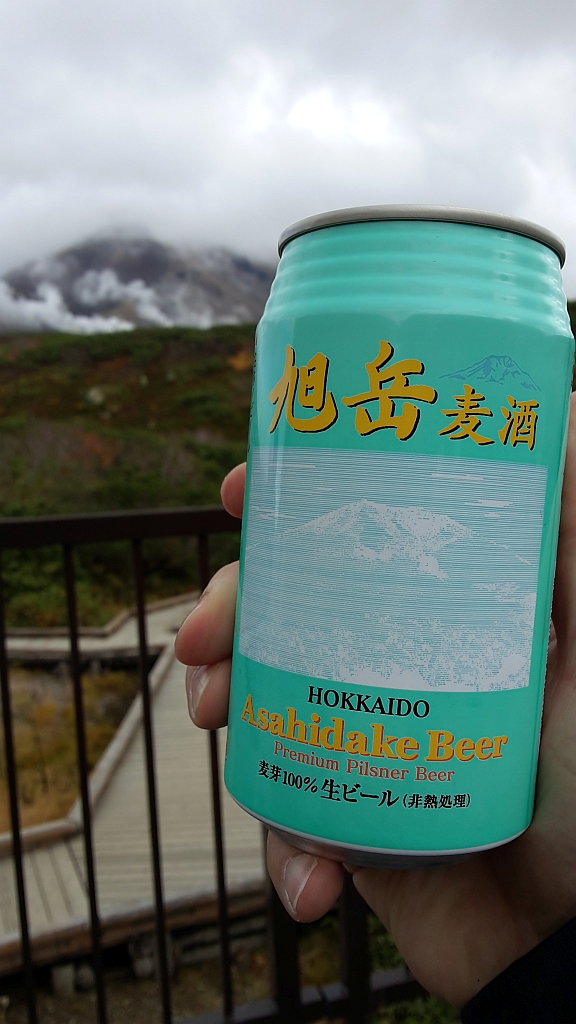 旭岳麦酒
HOKKAIDO
Asahidake Beer
Premium Pilsner Beer
麦芽100%生ビール(非熱処理)